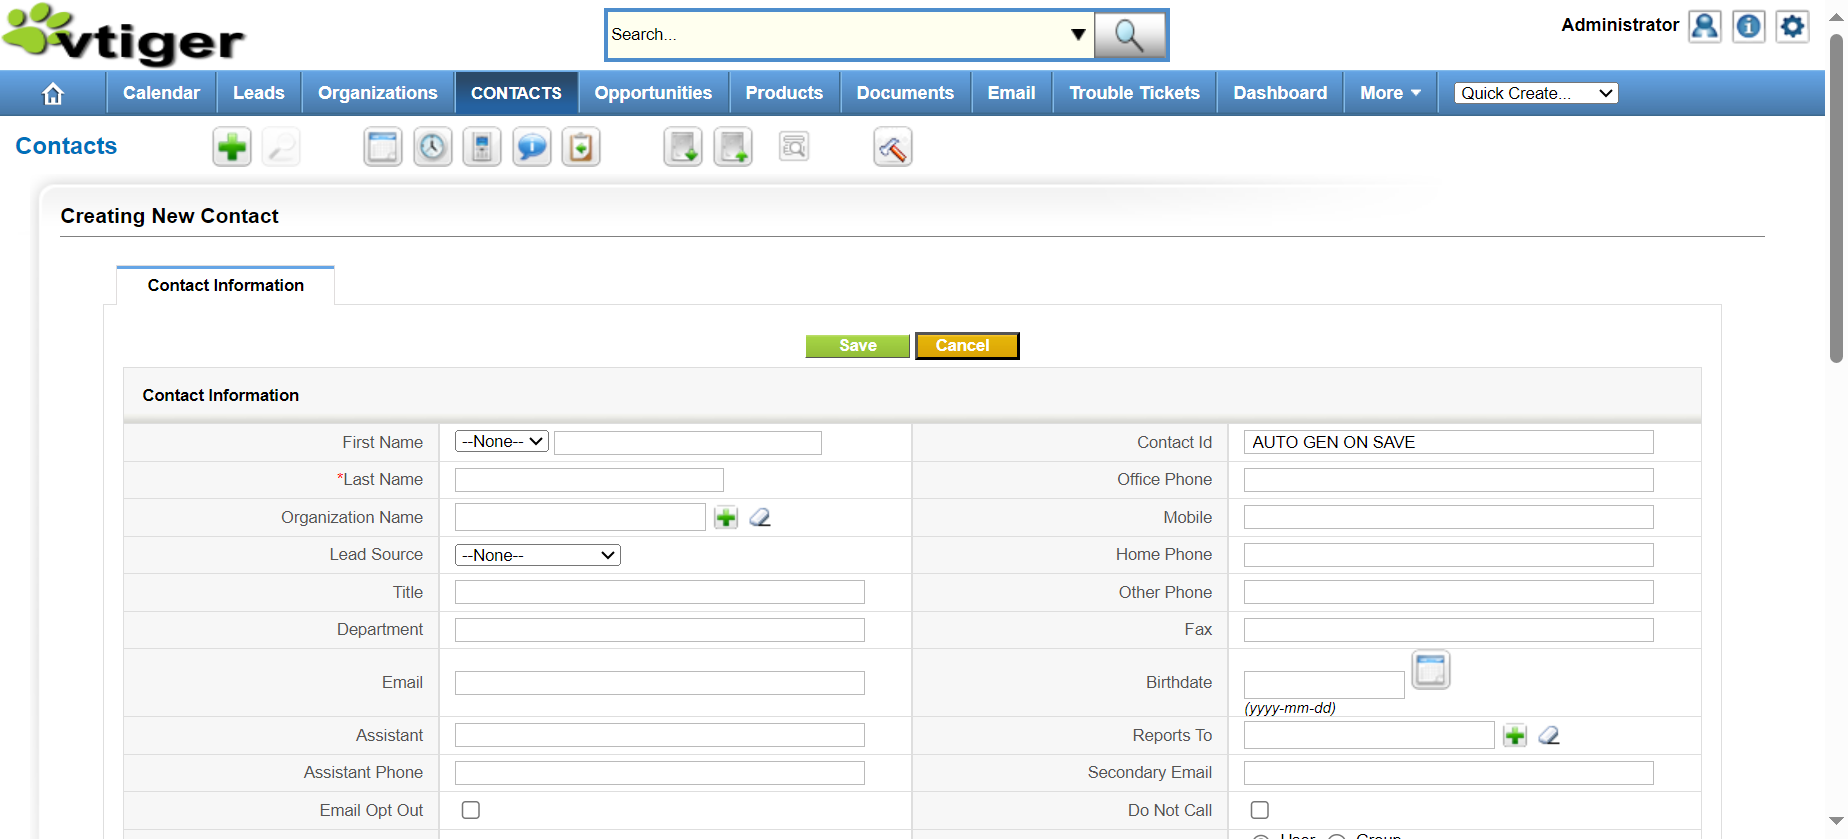 vtiger
Search...
Administrator
Calendar Leads Organizations CONTACTS Opportunities Products Documents Email Trouble Tickets Dashboard More Quick Create...
Contacts
Creating New Contact
Contact Information
Save Cancel
Contact Information
First Name --None-- Contact Id AUTO GEN ON SAVE
*Last Name Office Phone
Organization Name Mobile
Lead Source --None-- Home Phone
Title Other Phone
Department Fax
Email Birthdate
(yyyy-mm-dd)
Assistant Reports To
Assistant Phone Secondary Email
Email Opt Out Do Not Call
User Group